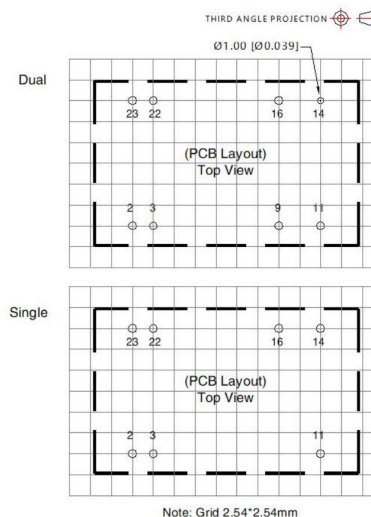 THIRD ANGLE PROJECTION
Ø1.00 [Ø0.039]
Dual
23 22 16 14
(PCB Layout)
Top View
2 3 9 11
Single
23 22 16 14
(PCB Layout)
Top View
2 3 11
Note: Grid 2.54*2.54mm